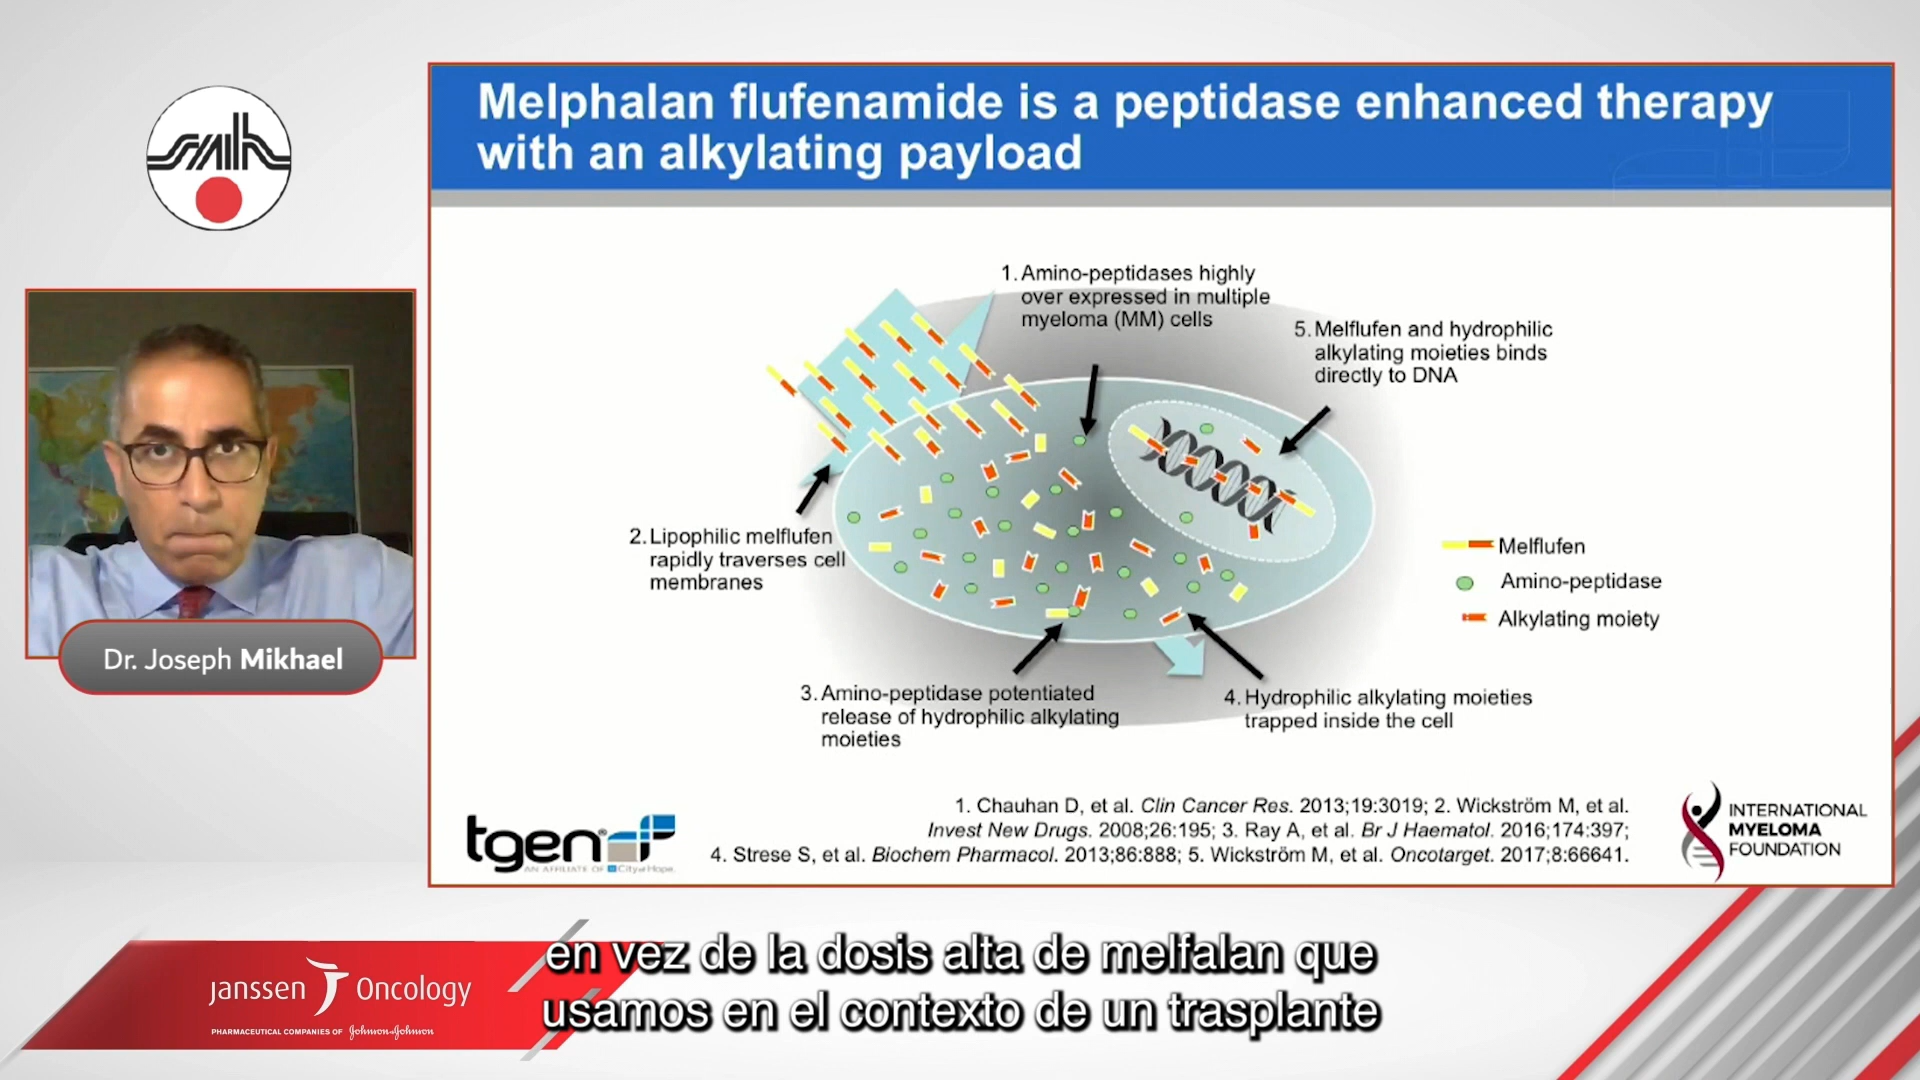 smlh
Melphalan flufenamide is a peptidase enhanced therapy
with an alkylating payload
1. Amino-peptidases highly
over expressed in multiple
myeloma (MM) cells
5. Melflufen and hydrophilic
alkylating moieties binds
directly to DNA
2. Lipophilic melflufen
rapidly traverses cell
membranes
Melflufen
Amino-peptidase
Alkylating moiety
3. Amino-peptidase potentiated
release of hydrophilic alkylating
moieties
4. Hydrophilic alkylating moieties
trapped inside the cell
Dr. Joseph Mikhael
1. Chauhan D, et al. Clin Cancer Res. 2013;19:3019; 2. Wickström M, et al.
Invest New Drugs. 2008;26:195; 3. Ray A, et al. Br J Haematol. 2016;174:397;
4. Strese S, et al. Biochem Pharmacol. 2013;86:888; 5. Wickström M, et al. Oncotarget. 2017;8:66641.
tgen®
AN AFFILIATE OF City of Hope.
INTERNATIONAL
MYELOMA
FOUNDATION
janssen Oncology
PHARMACEUTICAL COMPANIES OF Johnson & Johnson
en vez de la dosis alta de melfalan que
usamos en el contexto de un trasplante